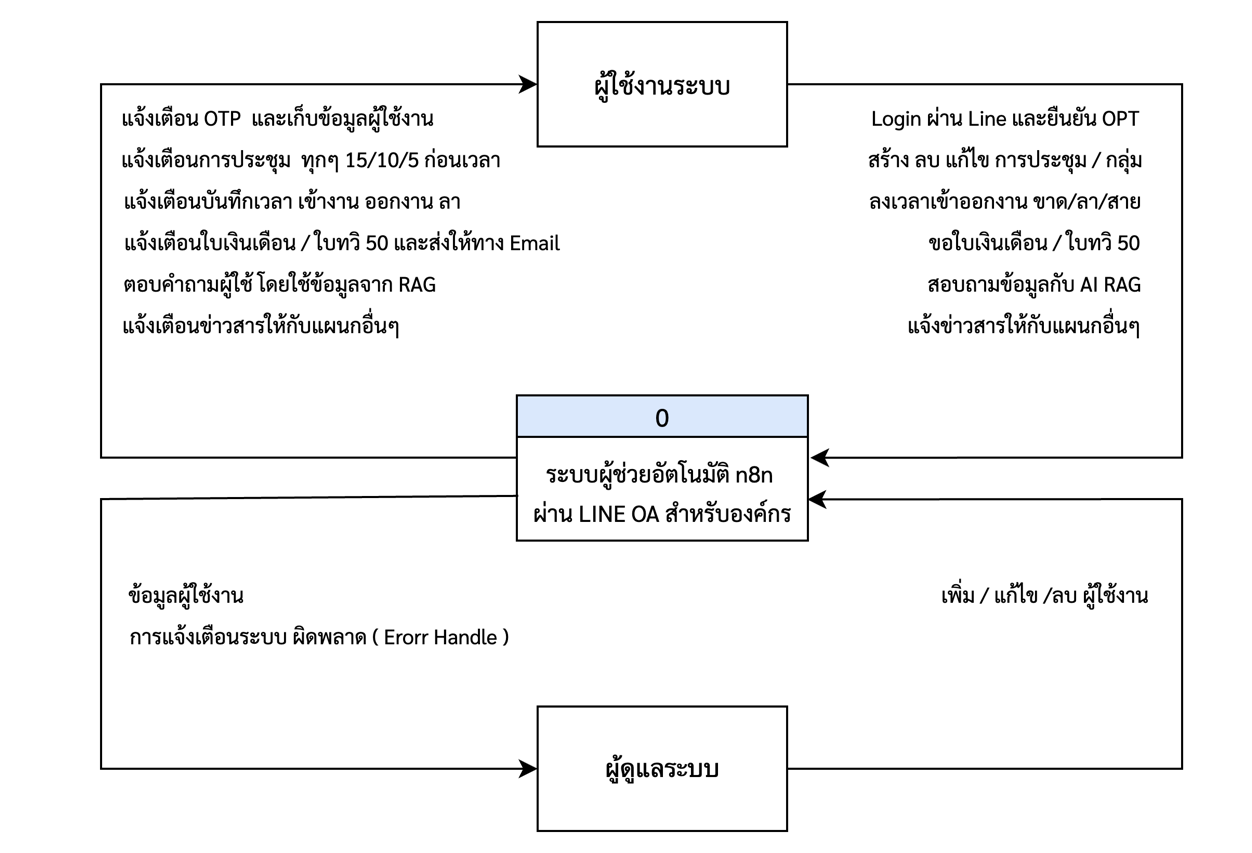 ผู้ใช้งานระบบ
แจ้งเตือน OTP และเก็บข้อมูลผู้ใช้งาน
แจ้งเตือนการประชุม ทุกๆ 15/10/5 ก่อนเวลา
แจ้งเตือนบันทึกเวลา เข้างาน ออกงาน ลา
แจ้งเตือนใบเงินเดือน / ใบทวิ 50 และส่งให้ทาง Email
ตอบคำถามผู้ใช้ โดยใช้ข้อมูลจาก RAG
แจ้งเตือนข่าวสารให้กับแผนกอื่นๆ
Login ผ่าน Line และยืนยัน OPT
สร้าง ลบ แก้ไข การประชุม / กลุ่ม
ลงเวลาเข้าออกงาน ขาด/ลา/สาย
ขอใบเงินเดือน / ใบทวิ 50
สอบถามข้อมูลกับ AI RAG
แจ้งข่าวสารให้กับแผนกอื่นๆ
0
ระบบผู้ช่วยอัตโนมัติ n8n
ผ่าน LINE OA สำหรับองค์กร
ข้อมูลผู้ใช้งาน
การแจ้งเตือนระบบ ผิดพลาด ( Erorr Handle )
เพิ่ม / แก้ไข /ลบ ผู้ใช้งาน
ผู้ดูแลระบบ